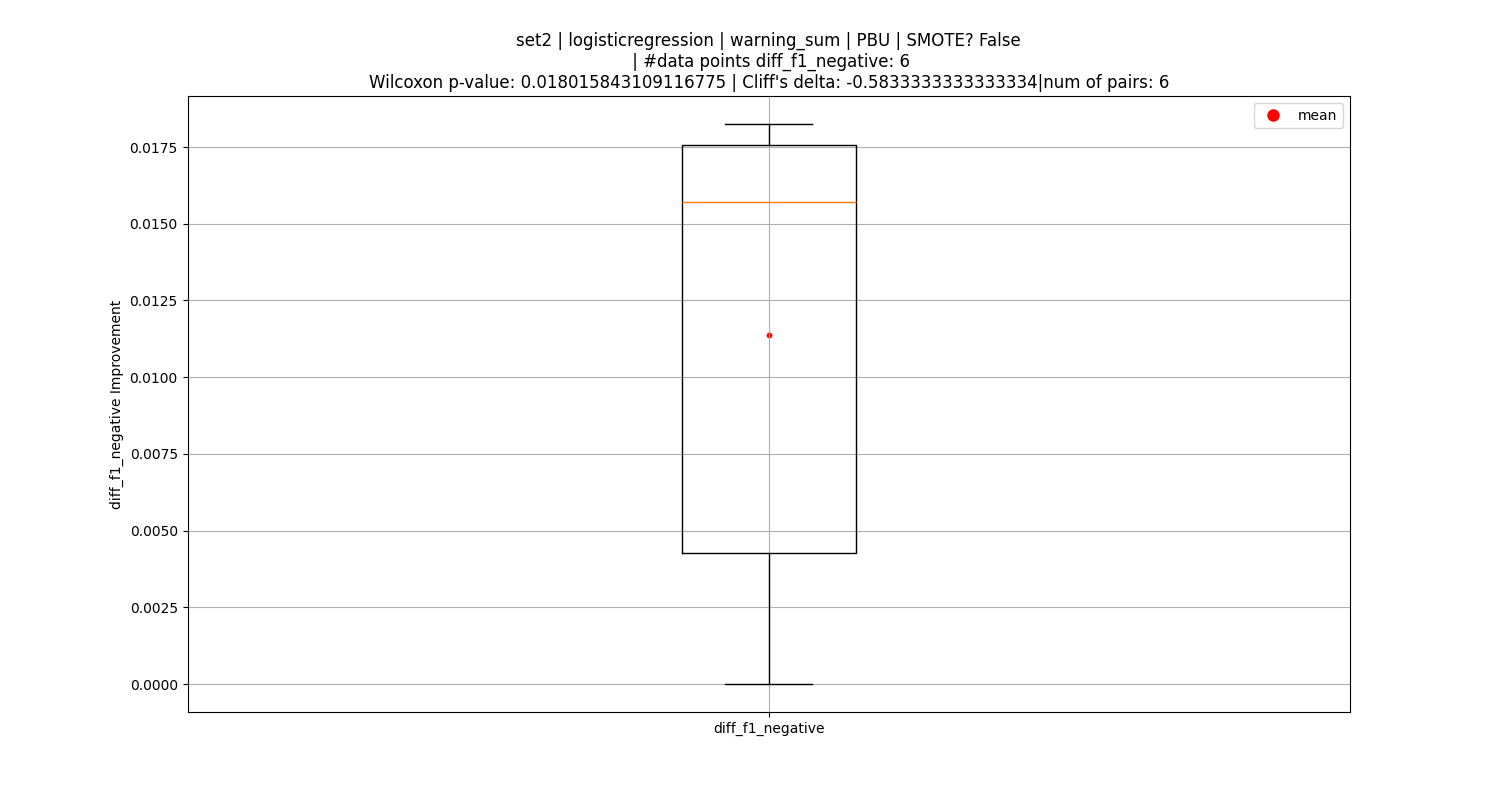 set2 | logisticregression | warning_sum | PBU | SMOTE? False
| #data points diff_f1_negative: 6
Wilcoxon p-value: 0.018015843109116775 | Cliff's delta: -0.5833333333333334|num of pairs: 6
mean
0.0175
0.0150
0.0125
0.0100
0.0075
0.0050
0.0025
0.0000
diff_f1_negative Improvement
diff_f1_negative